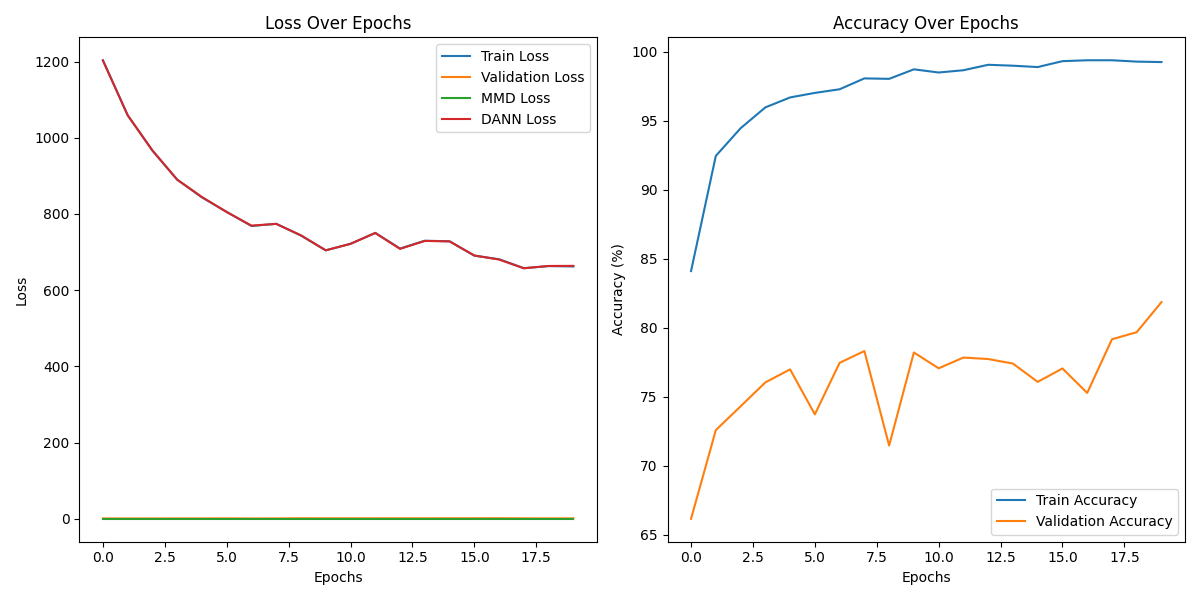 Loss Over Epochs
Train Loss
Validation Loss
MMD Loss
DANN Loss
1200
1000
800
600
400
200
0
Loss
0.0 2.5 5.0 7.5 10.0 12.5 15.0 17.5
Epochs
Accuracy Over Epochs
100
95
90
85
80
75
70
65
Accuracy (%)
Train Accuracy
Validation Accuracy
0.0 2.5 5.0 7.5 10.0 12.5 15.0 17.5
Epochs